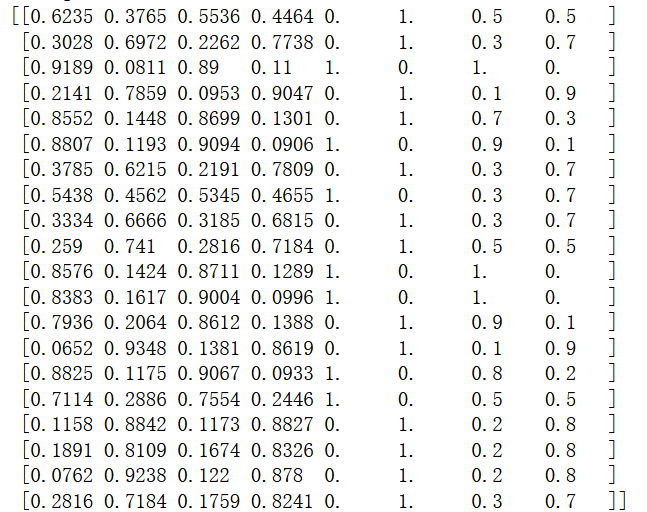 [[0.6235 0.3765 0.5536 0.4464 0. 1. 0.5 0.5 ]
[0.3028 0.6972 0.2262 0.7738 0. 1. 0.3 0.7 ]
[0.9189 0.0811 0.89 0.11 1. 0. 1. 0. ]
[0.2141 0.7859 0.0953 0.9047 0. 1. 0.1 0.9 ]
[0.8552 0.1448 0.8699 0.1301 0. 1. 0.7 0.3 ]
[0.8807 0.1193 0.9094 0.0906 1. 0. 0.9 0.1 ]
[0.3785 0.6215 0.2191 0.7809 0. 1. 0.3 0.7 ]
[0.5438 0.4562 0.5345 0.4655 1. 0. 0.3 0.7 ]
[0.3334 0.6666 0.3185 0.6815 0. 1. 0.3 0.7 ]
[0.259 0.741 0.2816 0.7184 0. 1. 0.5 0.5 ]
[0.8576 0.1424 0.8711 0.1289 1. 0. 1. 0. ]
[0.8383 0.1617 0.9004 0.0996 1. 0. 1. 0. ]
[0.7936 0.2064 0.8612 0.1388 0. 1. 0.9 0.1 ]
[0.0652 0.9348 0.1381 0.8619 0. 1. 0.1 0.9 ]
[0.8825 0.1175 0.9067 0.0933 1. 0. 0.8 0.2 ]
[0.7114 0.2886 0.7554 0.2446 1. 0. 0.5 0.5 ]
[0.1158 0.8842 0.1173 0.8827 0. 1. 0.2 0.8 ]
[0.1891 0.8109 0.1674 0.8326 0. 1. 0.2 0.8 ]
[0.0762 0.9238 0.122 0.878 0. 1. 0.2 0.8 ]
[0.2816 0.7184 0.1759 0.8241 0. 1. 0.3 0.7 ]]